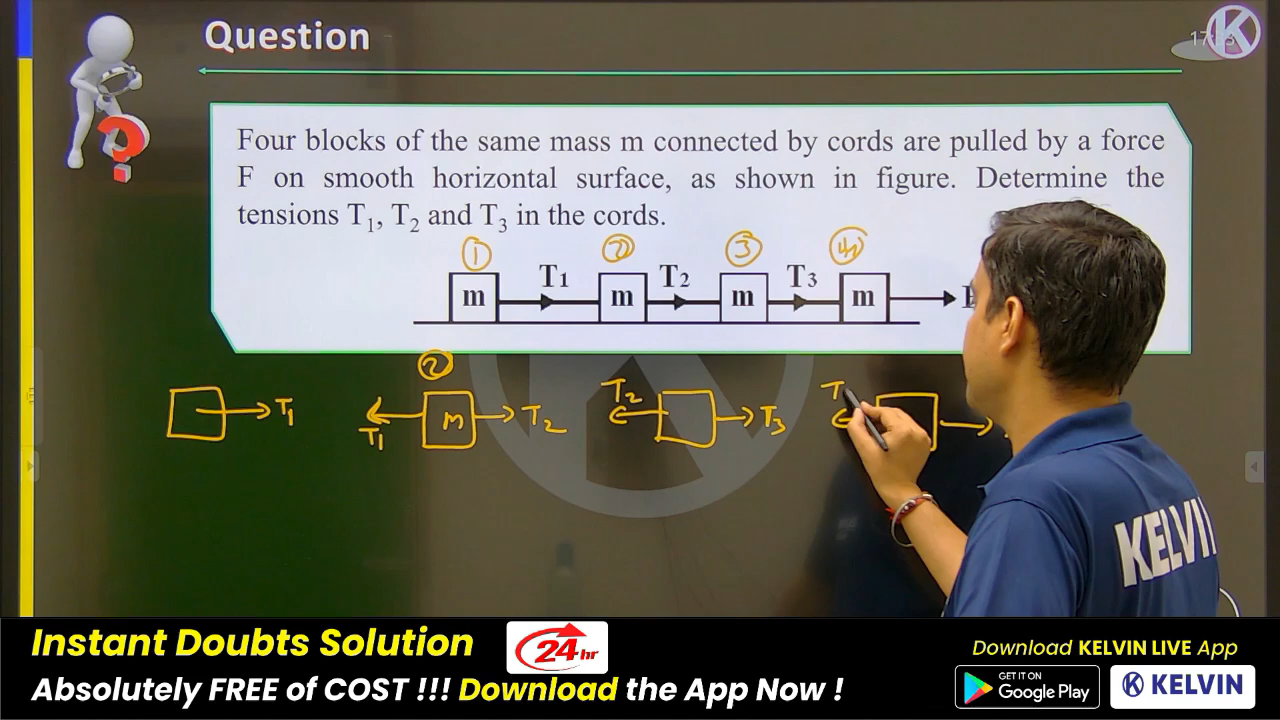 Question
Four blocks of the same mass m connected by cords are pulled by a force
F on smooth horizontal surface, as shown in figure. Determine the
tensions T₁, T₂ and T₃ in the cords.
① ② ③ ④
T₁ T₂ T₃
m m m m
②
T₁ T₁ m T₂ T₂ T₃ T
KELVIN
Instant Doubts Solution
24hr
Absolutely FREE of COST !!! Download the App Now !
Download KELVIN LIVE App
GET IT ON
Google Play
K KELVIN